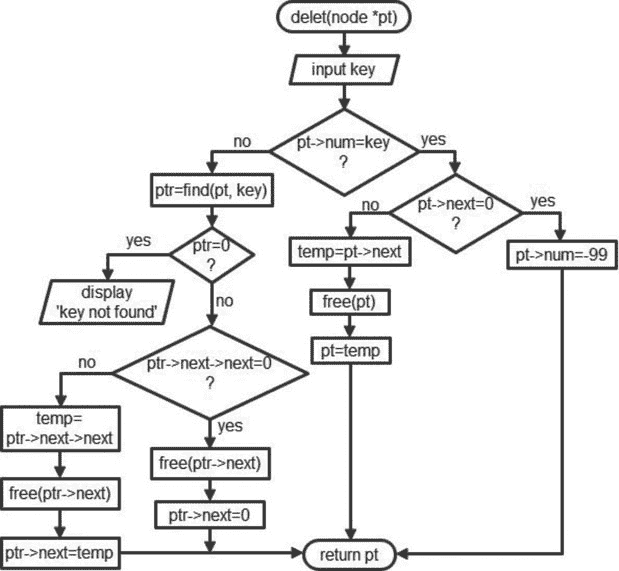 delet(node *pt)
input key
pt->num=key
?
no
yes
ptr=find(pt, key)
pt->next=0
?
no
yes
ptr=0
?
yes
no
temp=pt->next
pt->num=-99
display
'key not found'
free(pt)
pt=temp
ptr->next->next=0
?
no
yes
temp=
ptr->next->next
free(ptr->next)
free(ptr->next)
ptr->next=0
ptr->next=temp
return pt